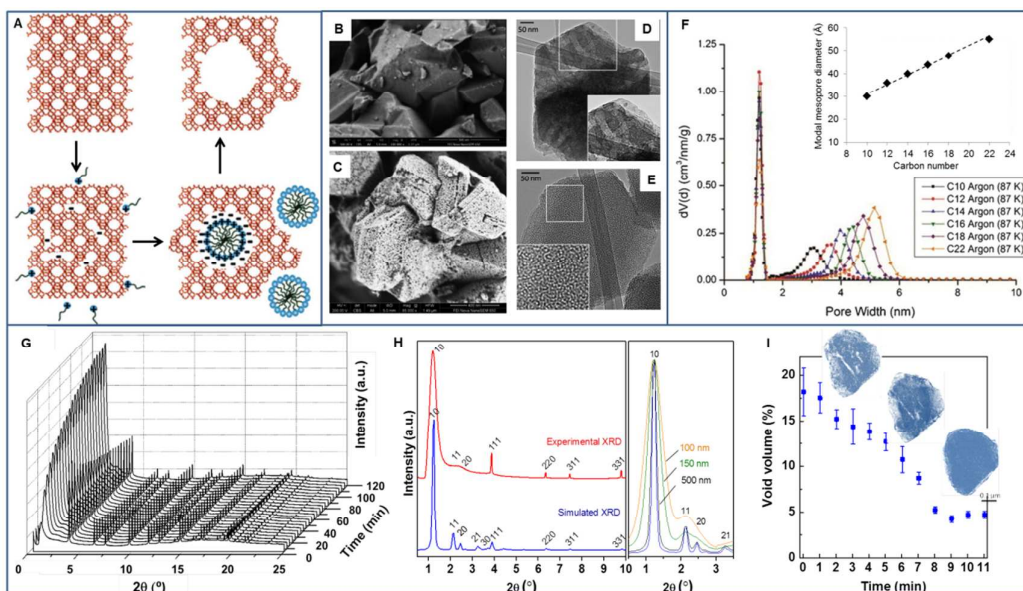 A
B
C
D
50 nm
E
50 nm
F
dV(d) (cm³/nm/g)
1.25
1.00
0.75
0.50
0.25
0.00
0 2 4 6 8 10
Pore Width (nm)
Modal mesopore diameter (Å)
60
50
40
30
20
8 10 12 14 16 18 20 22 24
Carbon number
C10 Argon (87 K)
C12 Argon (87 K)
C14 Argon (87 K)
C16 Argon (87 K)
C18 Argon (87 K)
C22 Argon (87 K)
G
Intensity (a.u.)
120
100
80
60
40
20
0
Time (min)
0 5 10 15 20 25
2θ (º)
H
Intensity (a.u.)
10
10
11
20
111
Experimental XRD
220
311
331
11
20
21
30
111
Simulated XRD
220
311
331
1 2 3 4 5 6 7 8 9 10
2θ (°)
10
100 nm
150 nm
500 nm
11
20
21
1 2 3
2θ (°)
I
Void volume (%)
20
15
10
5
0
0 1 2 3 4 5 6 7 8 9 10 11
Time (min)